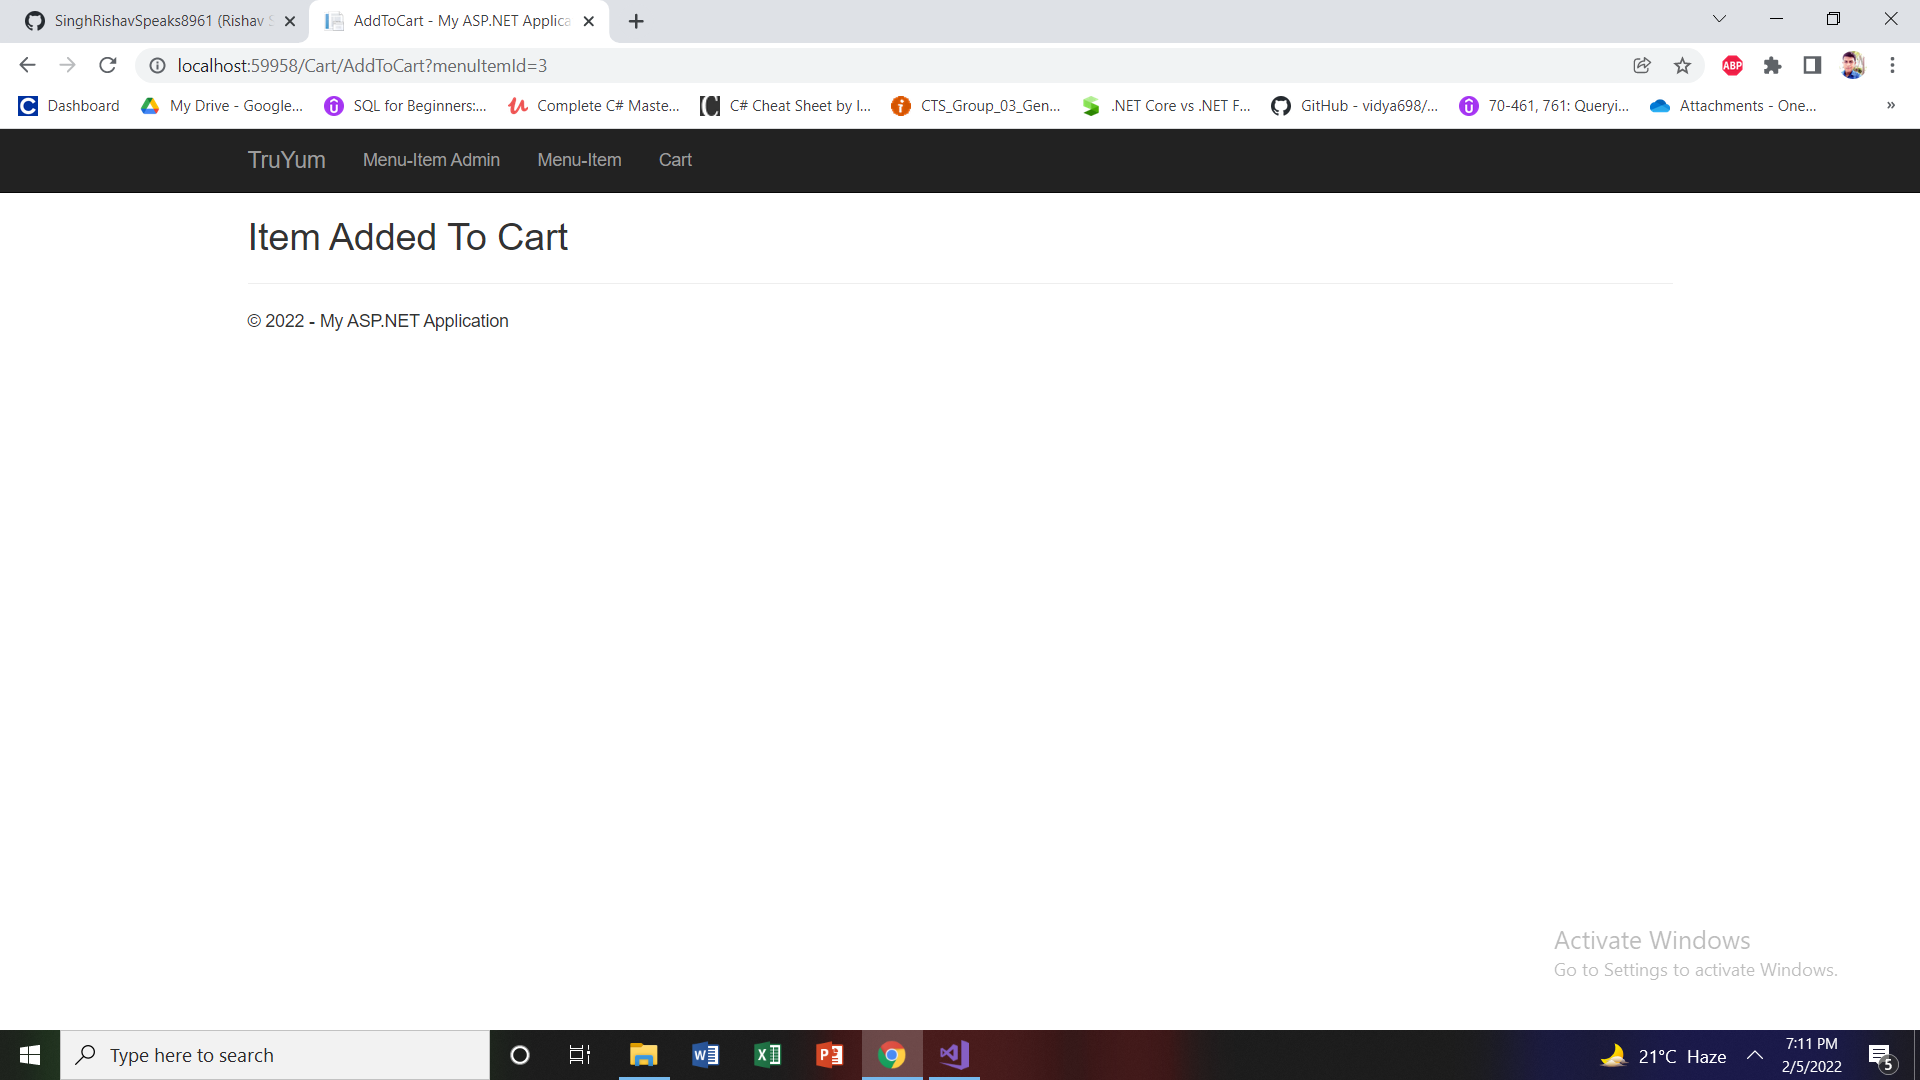 SinghRishavSpeaks8961 (Rishav S
AddToCart - My ASP.NET Applica
localhost:59958/Cart/AddToCart?menuItemId=3
ABP
Dashboard
My Drive - Google...
SQL for Beginners:...
Complete C# Maste...
C# Cheat Sheet by I...
CTS_Group_03_Gen...
.NET Core vs .NET F...
GitHub - vidya698/...
70-461, 761: Queryi...
Attachments - One...
»
TruYum
Menu-Item Admin
Menu-Item
Cart
Item Added To Cart
© 2022 - My ASP.NET Application
Activate Windows
Go to Settings to activate Windows.
Type here to search
21°C Haze
7:11 PM
2/5/2022
5